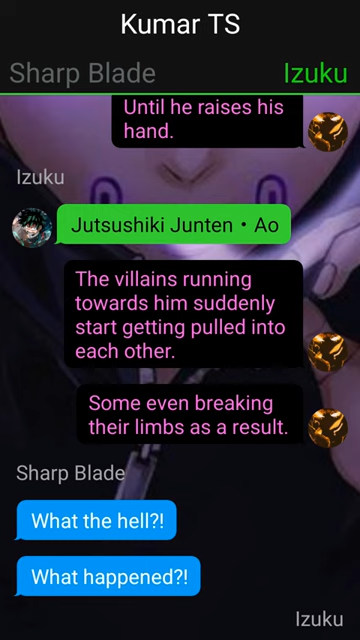 Kumar TS
Sharp Blade
Izuku
Until he raises his
hand.
Izuku
Jutsushiki Junten • Ao
The villains running
towards him suddenly
start getting pulled into
each other.
Some even breaking
their limbs as a result.
Sharp Blade
What the hell?!
What happened?!
Izuku